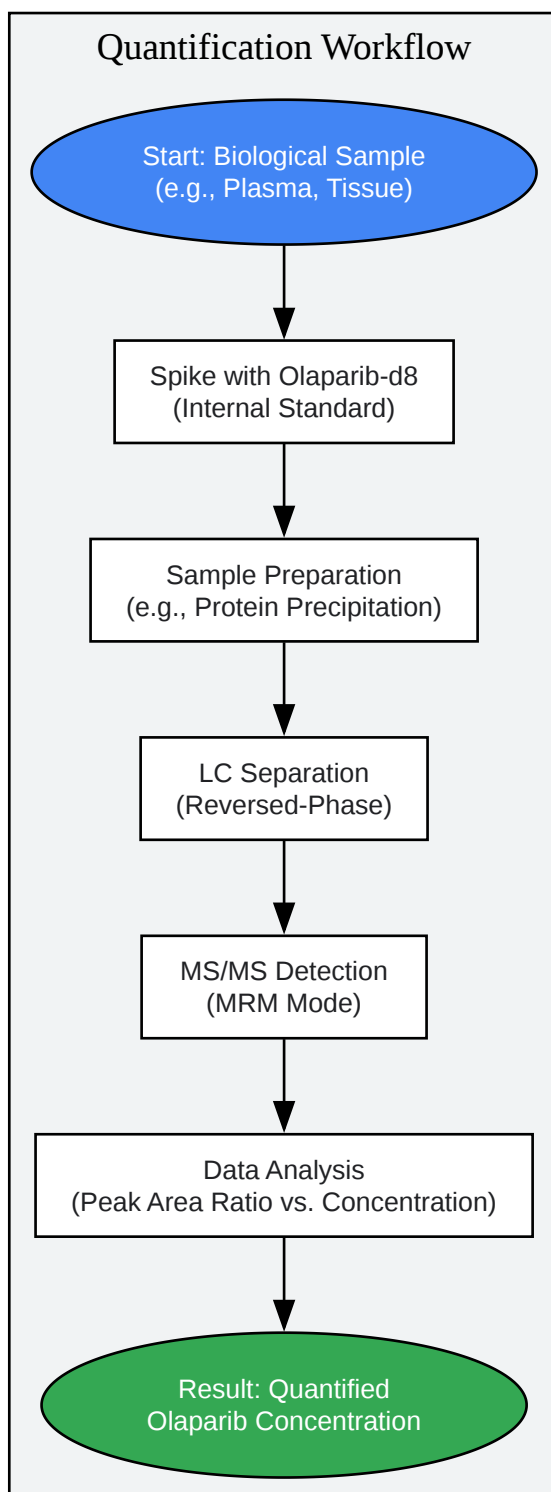 Quantification Workflow
Start: Biological Sample
(e.g., Plasma, Tissue)
Spike with Olaparib-d8
(Internal Standard)
Sample Preparation
(e.g., Protein Precipitation)
LC Separation
(Reversed-Phase)
MS/MS Detection
(MRM Mode)
Data Analysis
(Peak Area Ratio vs. Concentration)
Result: Quantified
Olaparib Concentration